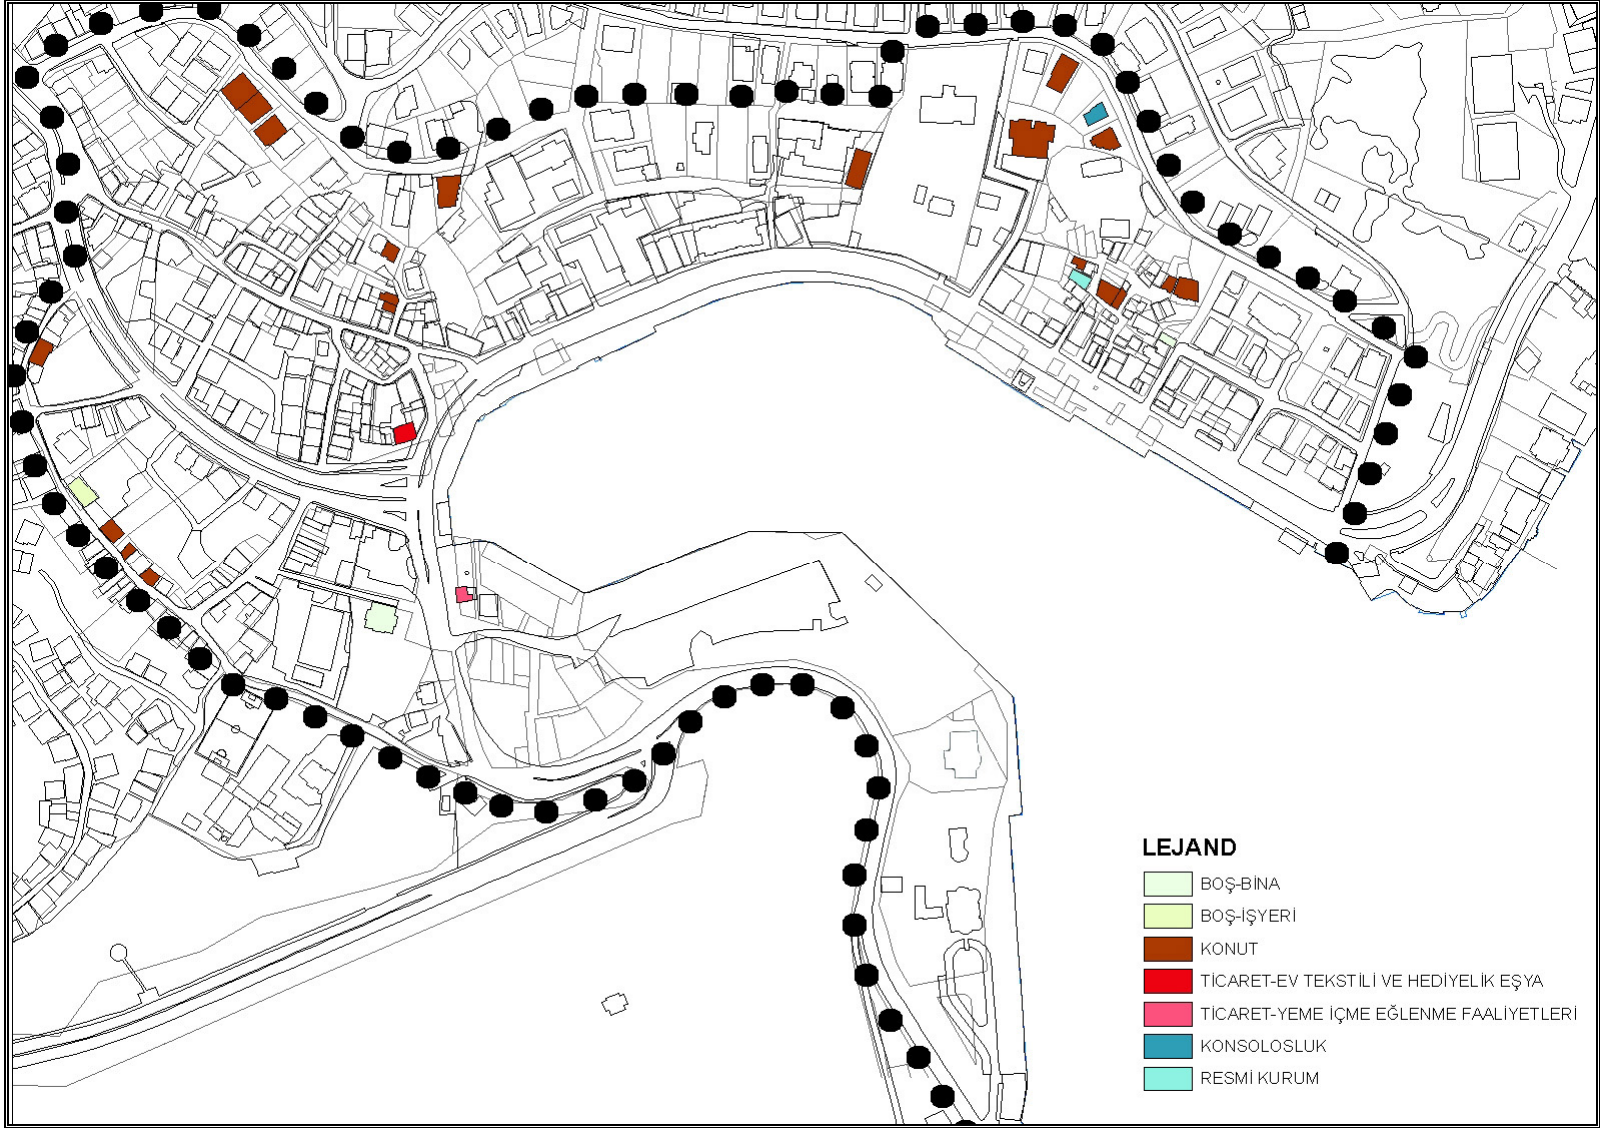 LEJAND
BOŞ-BİNA
BOŞ-İŞYERİ
KONUT
TİCARET-EV TEKSTİLİ VE HEDİYELİK EŞYA
TİCARET-YEME İÇME EĞLENME FAALİYETLERİ
KONSOLOSLUK
RESMİ KURUM